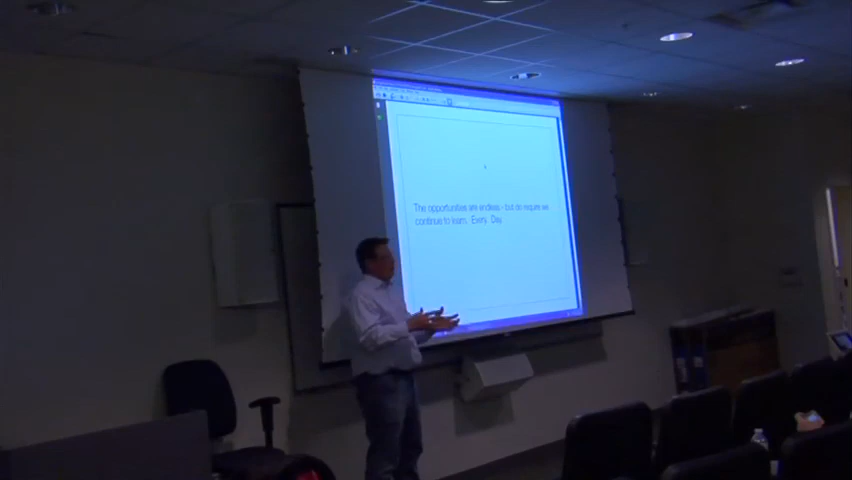 The opportunities are endless - but do require we
continue to learn. Every Day.